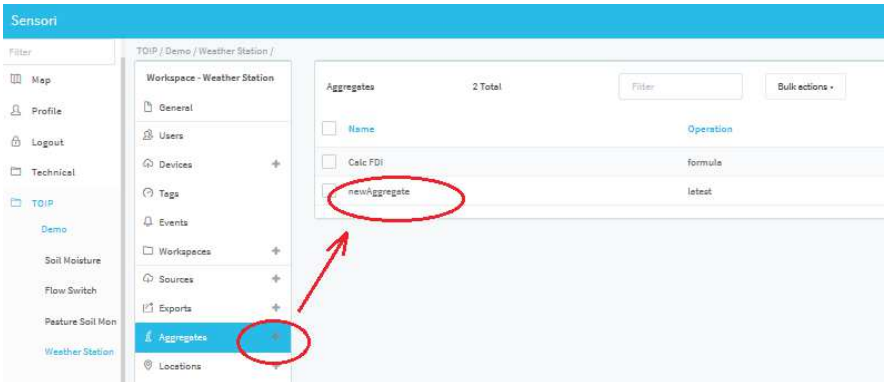 Sensori
Filter
Map
Profile
Logout
Technical
TOIP
Demo
Soil Moisture
Flow Switch
Pasture Soil Mon
Weather Station
TOIP / Demo / Weather Station /
Workspace - Weather Station
General
Users
Devices +
Tags
Events
Workspaces +
Sources +
Exports +
Aggregates +
Locations +
Aggregates 2 Total Filter Bulk actions
Name Operation
Calc FDI formula
newAggregate latest